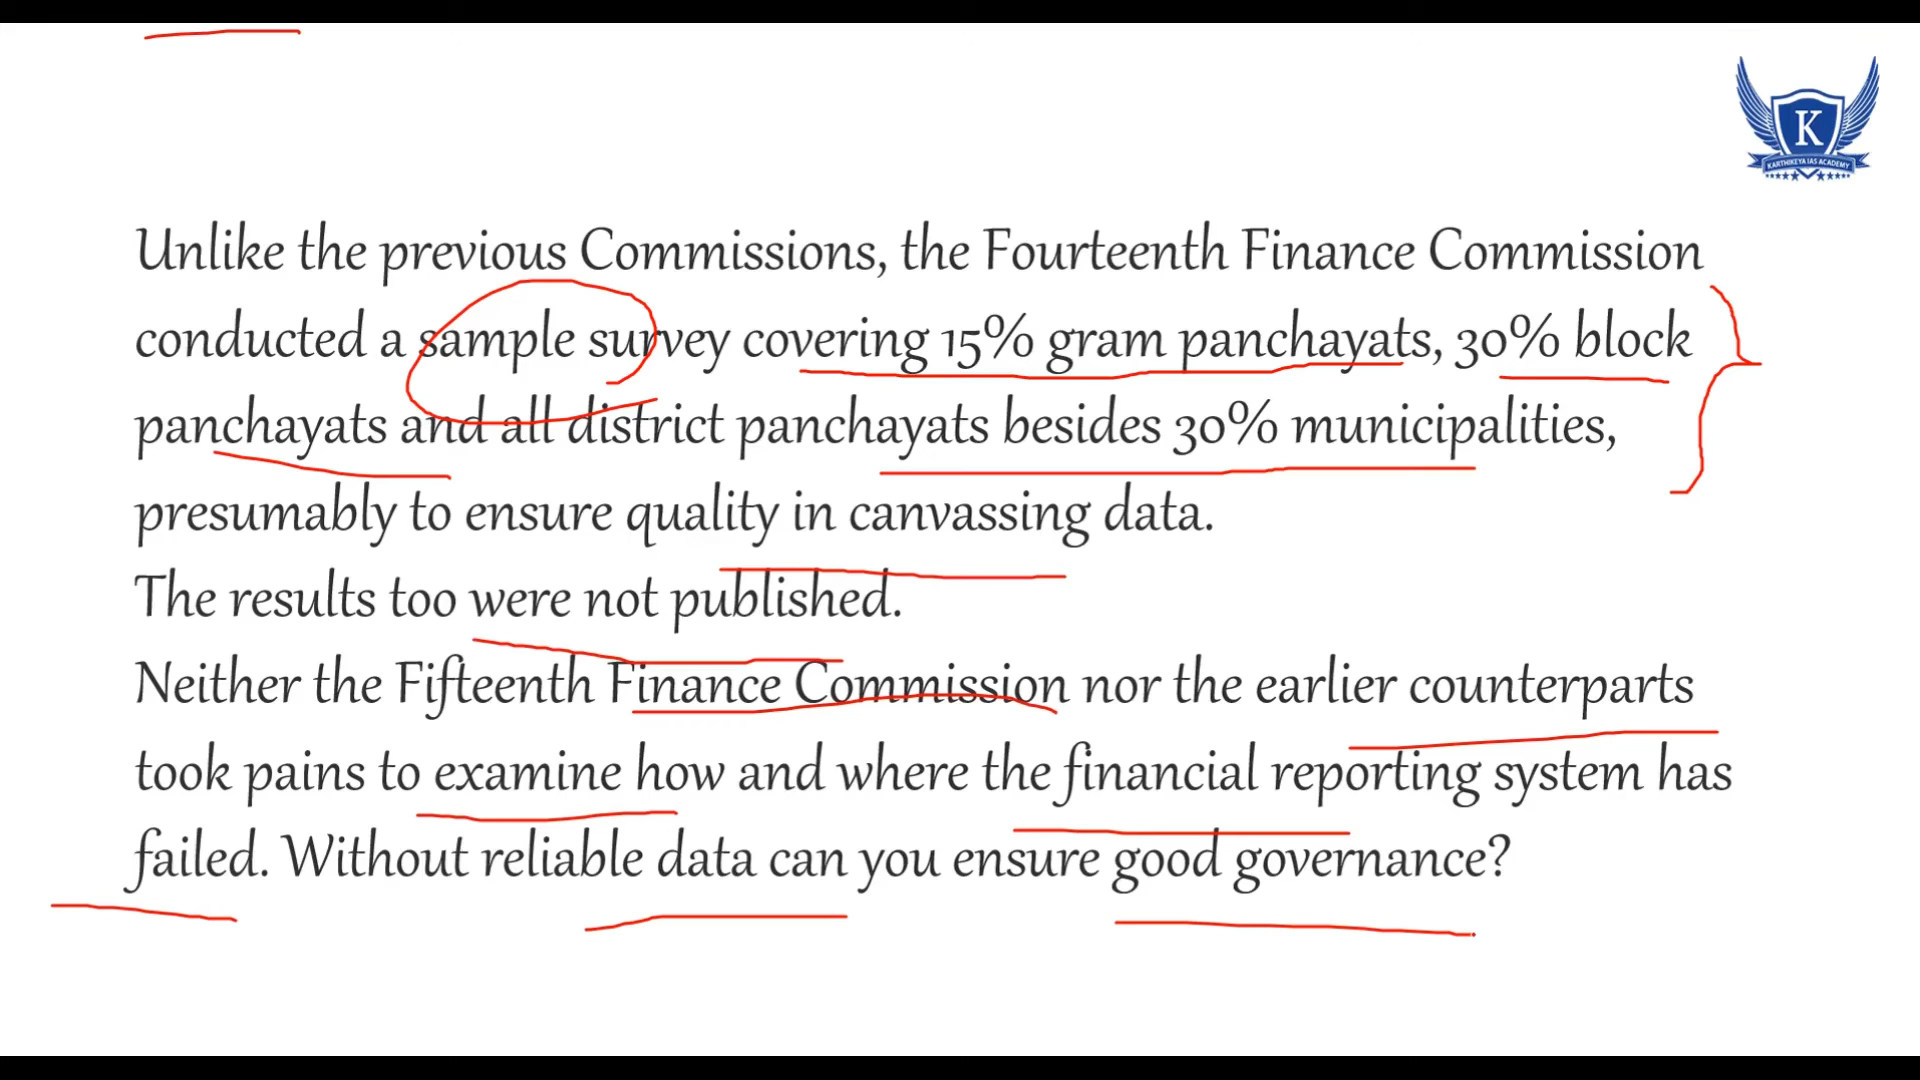 K
KARTHIKEYA IAS ACADEMY
Unlike the previous Commissions, the Fourteenth Finance Commission
conducted a sample survey covering 15% gram panchayats, 30% block
panchayats and all district panchayats besides 30% municipalities,
presumably to ensure quality in canvassing data.
The results too were not published.
Neither the Fifteenth Finance Commission nor the earlier counterparts
took pains to examine how and where the financial reporting system has
failed. Without reliable data can you ensure good governance?